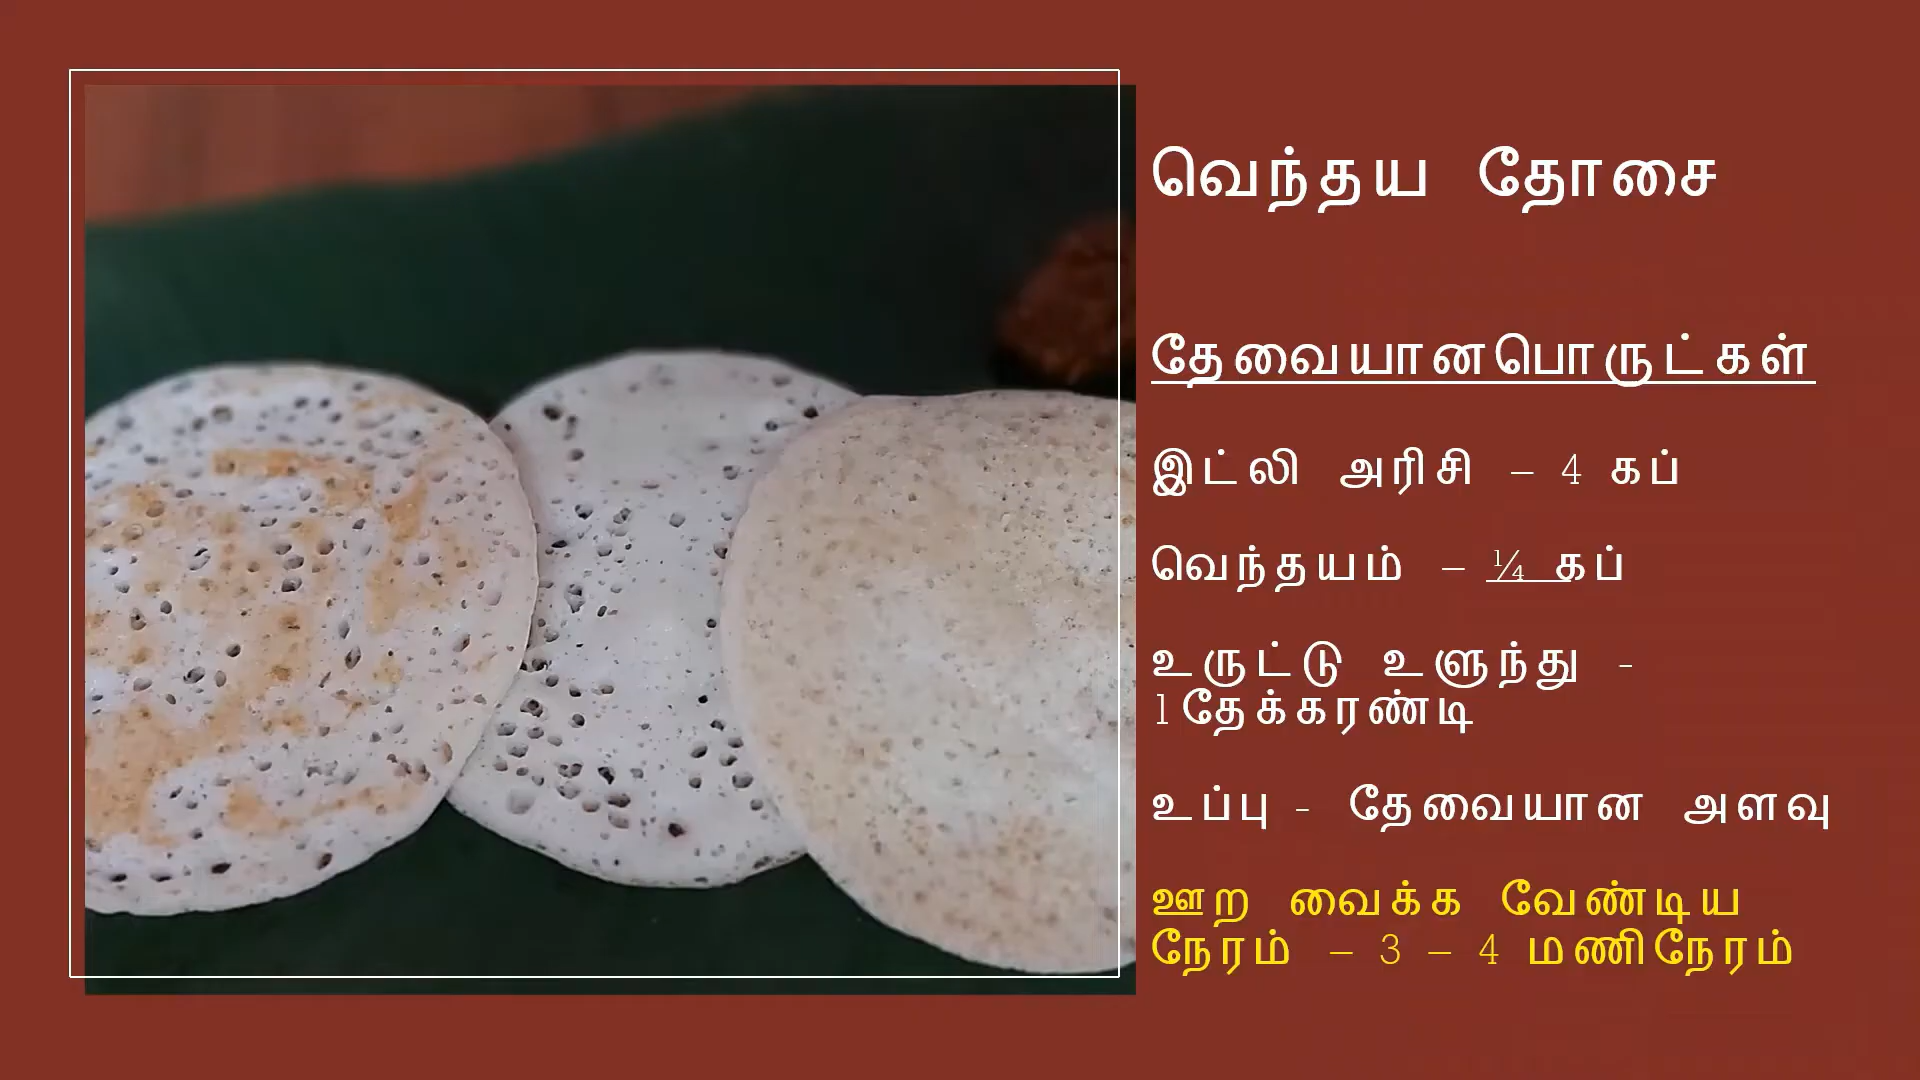 வெந்தய தோசை
தேவையானபொருட்கள்
இட்லி அரிசி – 4 கப்
வெந்தயம் – ¼ கப்
உருட்டு உளுந்து -
1தேக்கரண்டி
உப்பு - தேவையான அளவு
ஊற வைக்க வேண்டிய
நேரம் – 3 – 4 மணிநேரம்